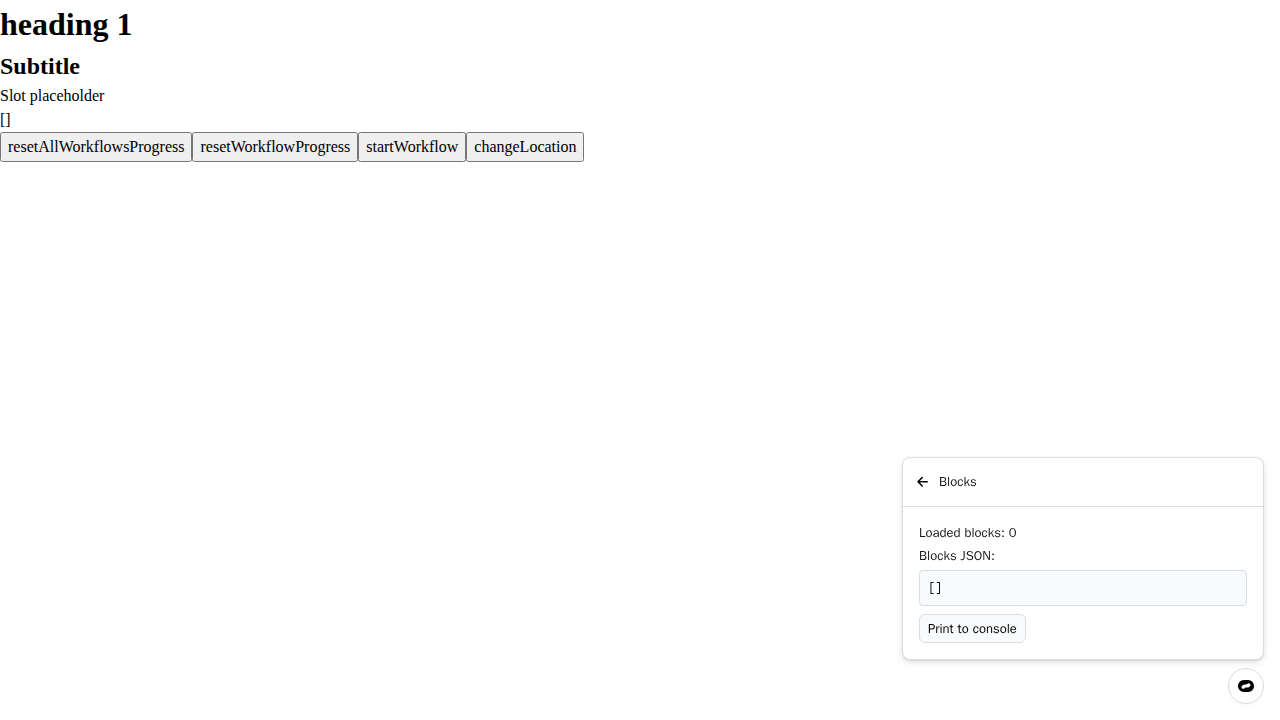 heading 1
Subtitle
Slot placeholder
[]
resetAllWorkflowsProgress resetWorkflowProgress startWorkflow changeLocation
Blocks
Loaded blocks: 0
Blocks JSON:
[]
Print to console